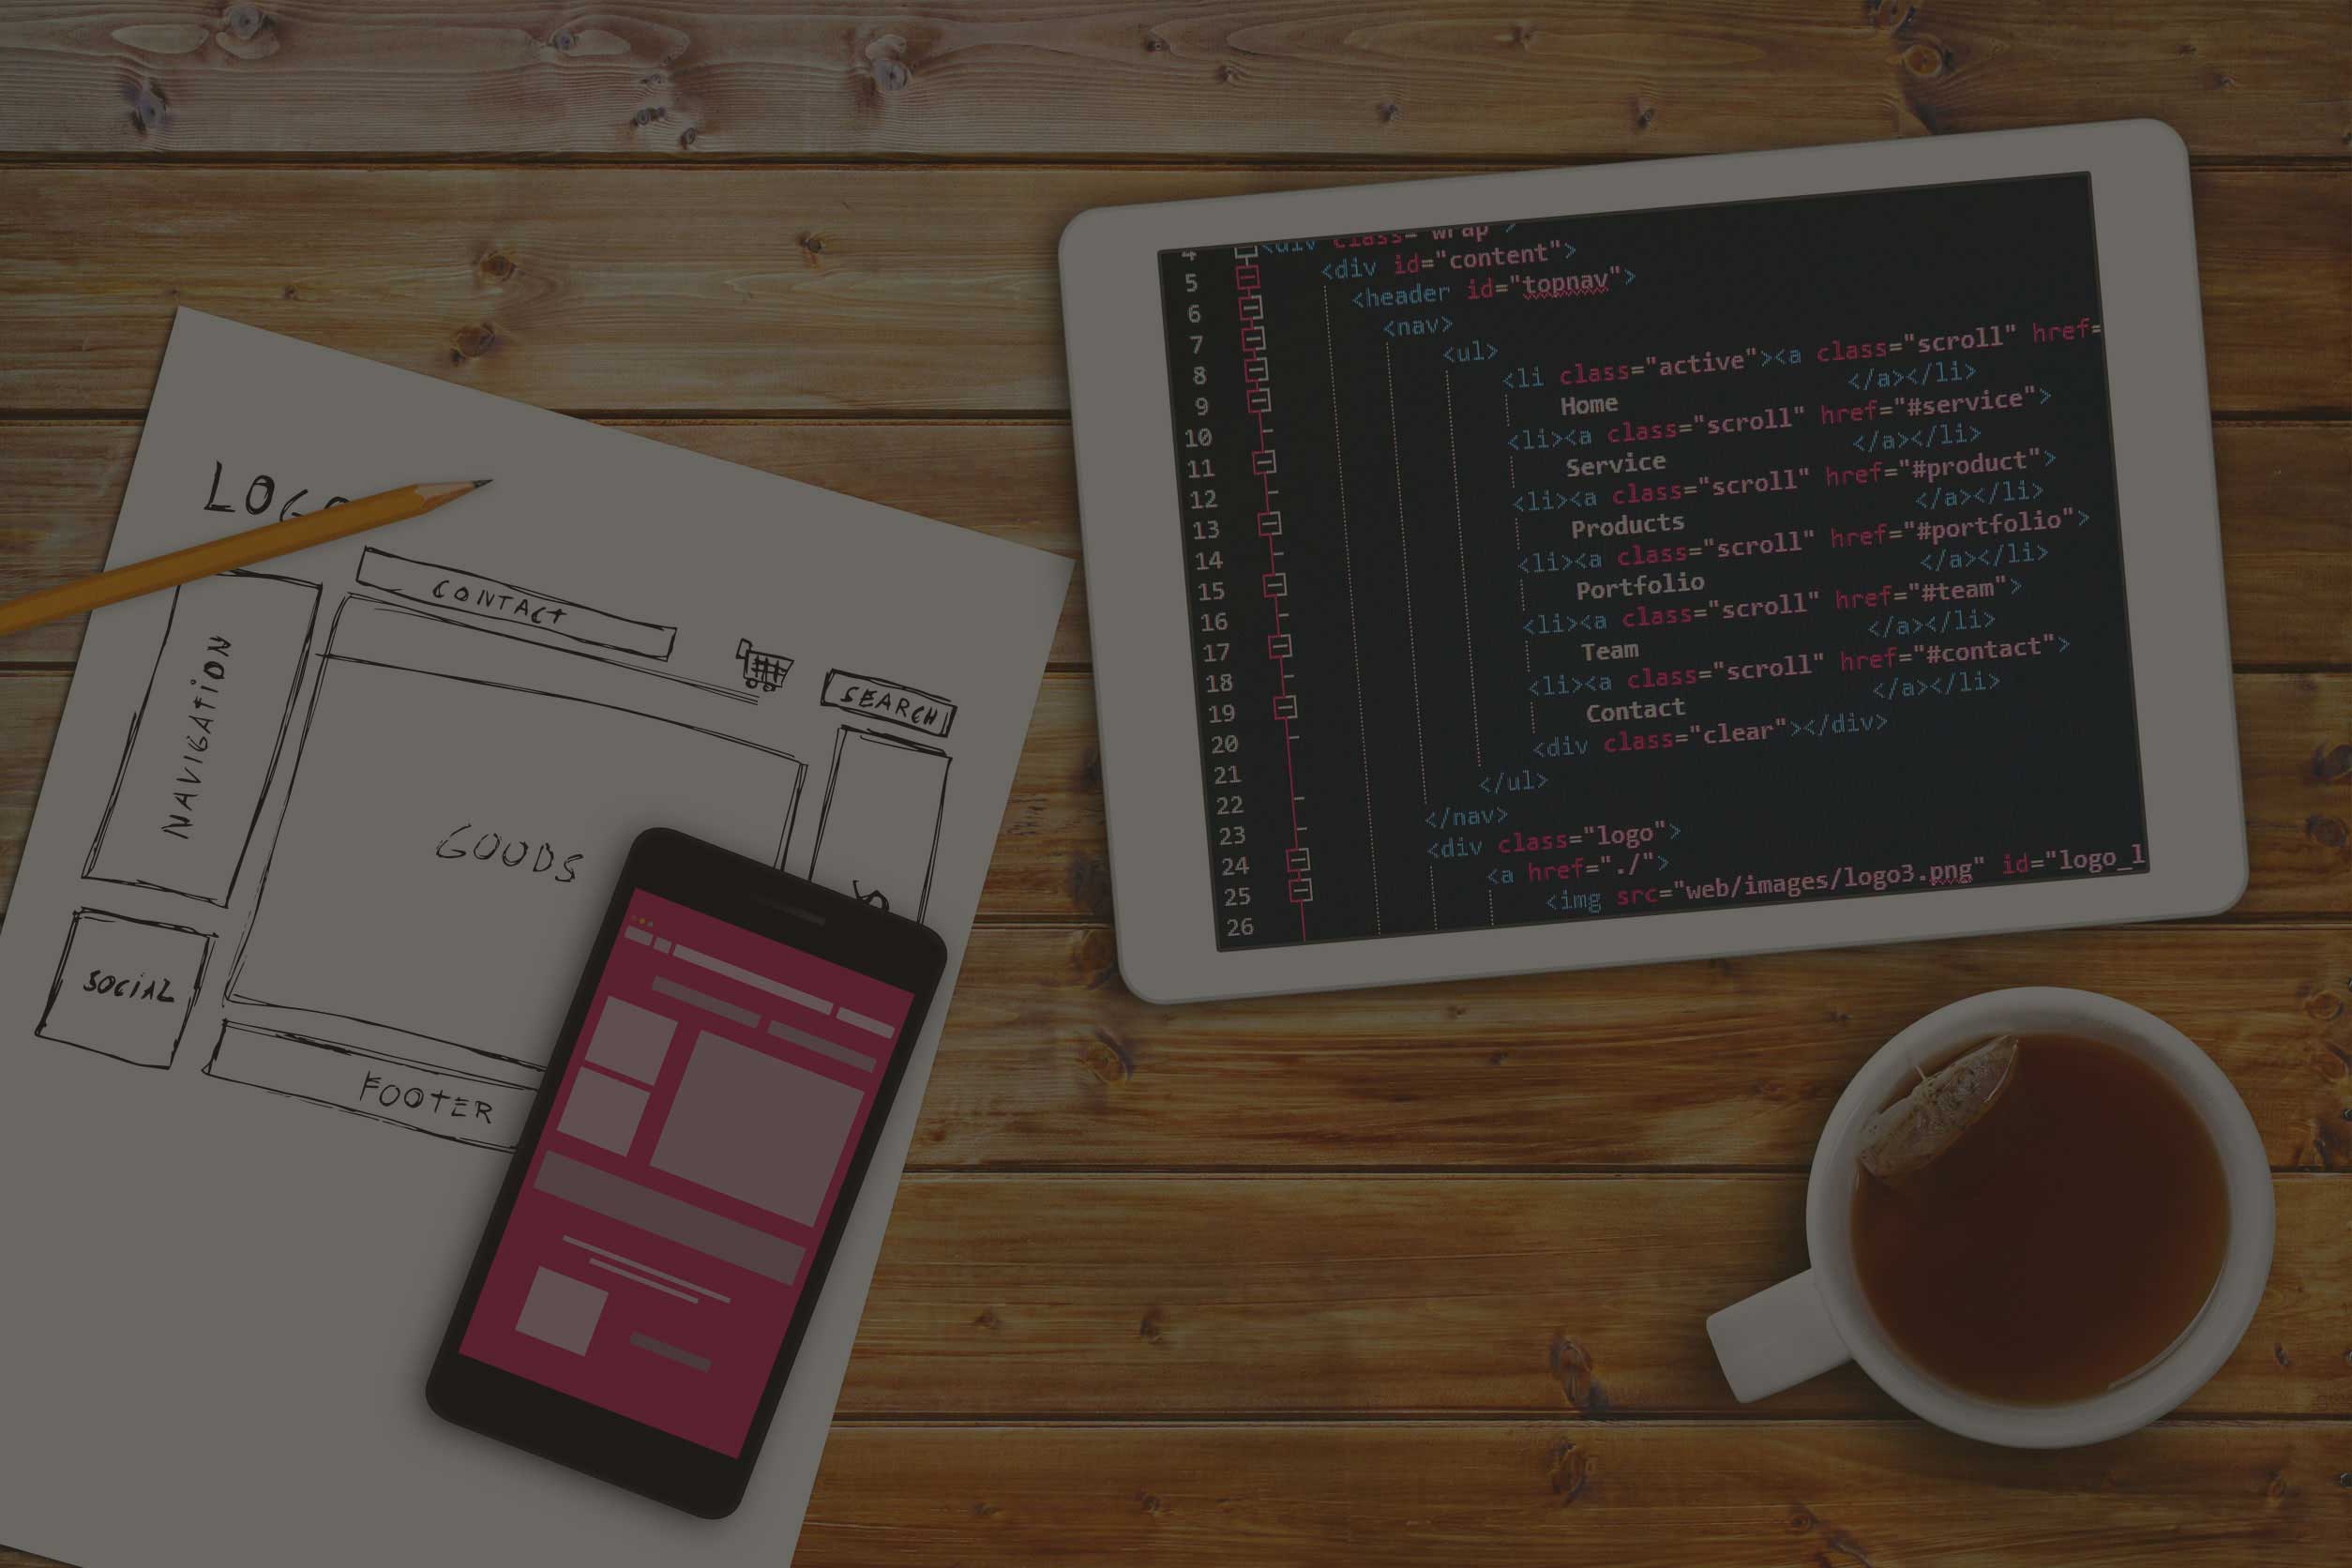 LOGO
CONTACT
SEARCH
NAVIGATION
GOODS
SOCIAL
FOOTER
4 <div class="wrap">
5 <div id="content">
6 <header id="topnav">
7 <nav>
8 <ul>
9 <li class="active"><a class="scroll" href=
10 Home </a></li>
11 <li><a class="scroll" href="#service">
12 Service </a></li>
13 <li><a class="scroll" href="#product">
14 Products </a></li>
15 <li><a class="scroll" href="#portfolio">
16 Portfolio </a></li>
17 <li><a class="scroll" href="#team">
18 Team </a></li>
19 <li><a class="scroll" href="#contact">
20 Contact </a></li>
21 <div class="clear"></div>
22 </ul>
23 </nav>
24 <div class="logo">
25 <a href="./">
26 <img src="web/images/logo3.png" id="logo_l